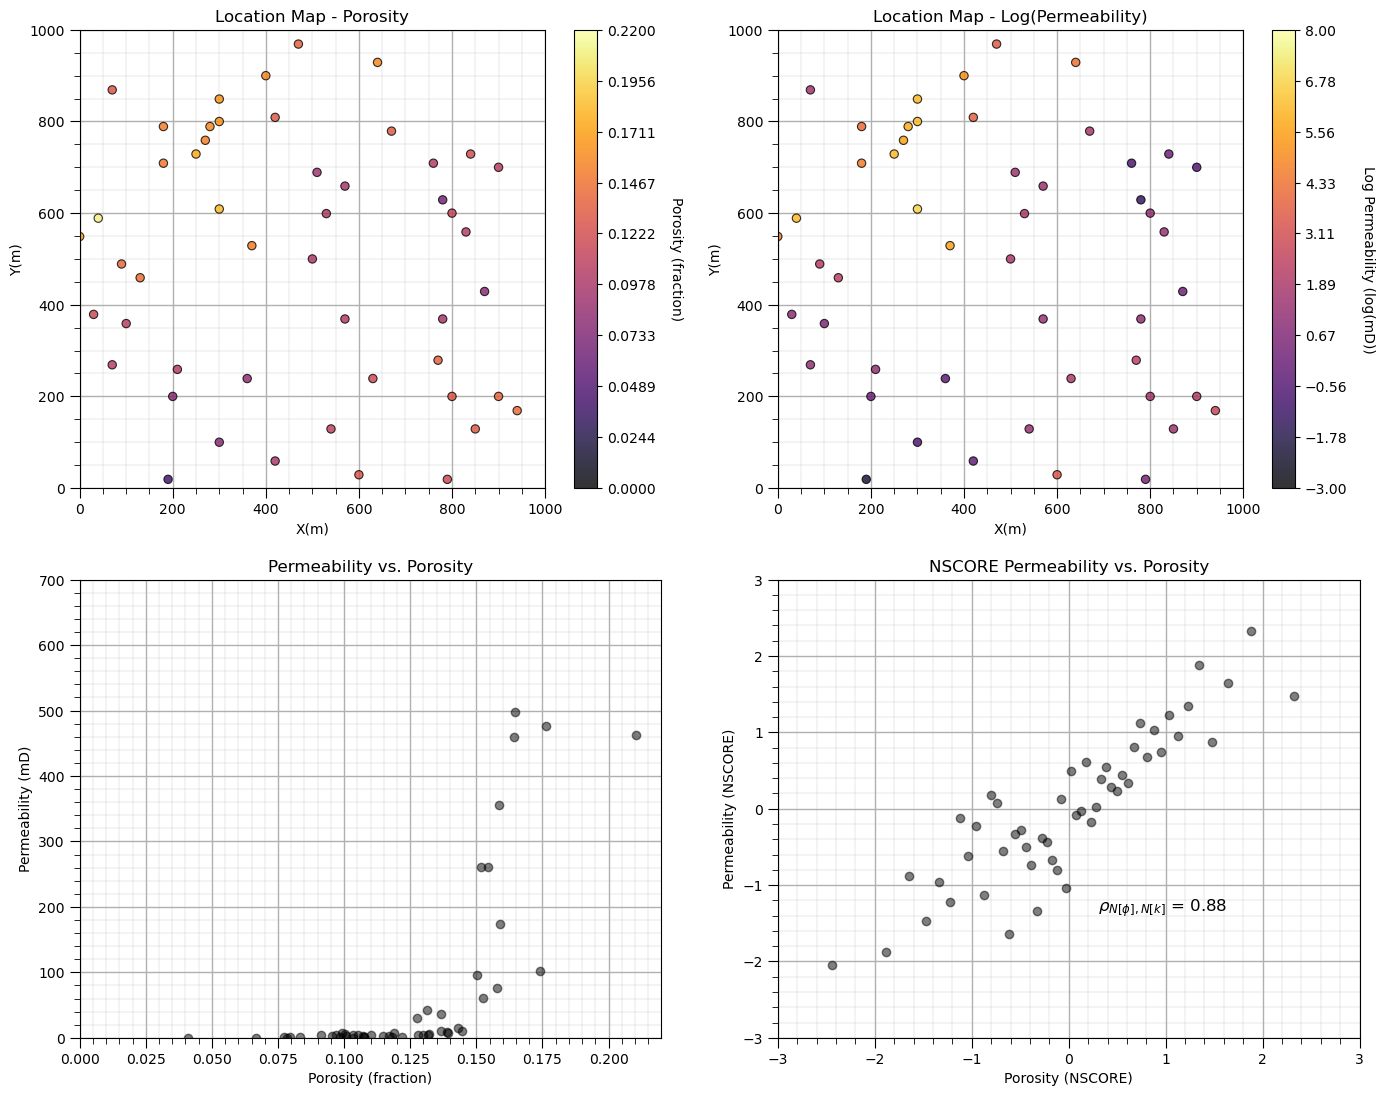 Location Map - Porosity
1000
800
600
400
200
0
Y(m)
0 200 400 600 800 1000
X(m)
0.2200
0.1956
0.1711
0.1467
0.1222
0.0978
0.0733
0.0489
0.0244
0.0000
Porosity (fraction)
Location Map - Log(Permeability)
1000
800
600
400
200
0
Y(m)
0 200 400 600 800 1000
X(m)
8.00
6.78
5.56
4.33
3.11
1.89
0.67
−0.56
−1.78
−3.00
Log Permeability (log(mD))
Permeability vs. Porosity
700
600
500
400
300
200
100
0
Permeability (mD)
0.000 0.025 0.050 0.075 0.100 0.125 0.150 0.175 0.200
Porosity (fraction)
NSCORE Permeability vs. Porosity
3
2
1
0
−1
−2
−3
Permeability (NSCORE)
ρN[ϕ],N[k] = 0.88
−3 −2 −1 0 1 2 3
Porosity (NSCORE)